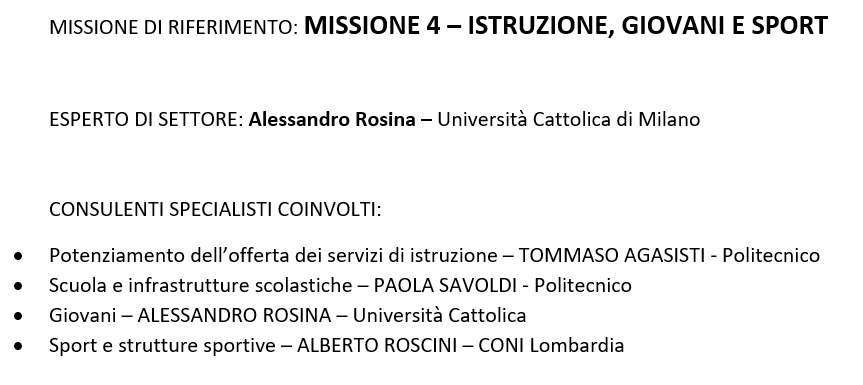 MISSIONE DI RIFERIMENTO: MISSIONE 4 – ISTRUZIONE, GIOVANI E SPORT
ESPERTO DI SETTORE: Alessandro Rosina – Università Cattolica di Milano
CONSULENTI SPECIALISTI COINVOLTI:
• Potenziamento dell’offerta dei servizi di istruzione – TOMMASO AGASISTI - Politecnico
• Scuola e infrastrutture scolastiche – PAOLA SAVOLDI - Politecnico
• Giovani – ALESSANDRO ROSINA – Università Cattolica
• Sport e strutture sportive – ALBERTO ROSCINI – CONI Lombardia